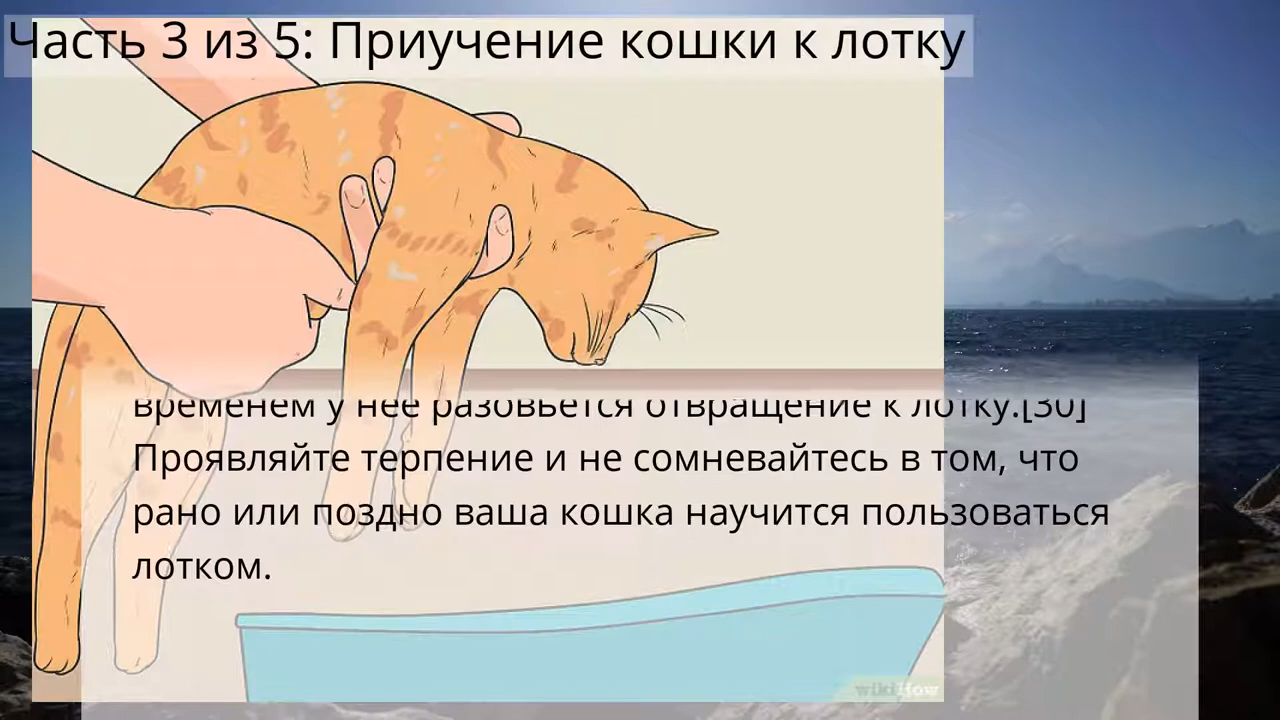 Часть 3 из 5: Приучение кошки к лотку
временем у нее разовьется отвращение к лотку.[30]
Проявляйте терпение и не сомневайтесь в том, что
рано или поздно ваша кошка научится пользоваться
лотком.
wikiHow